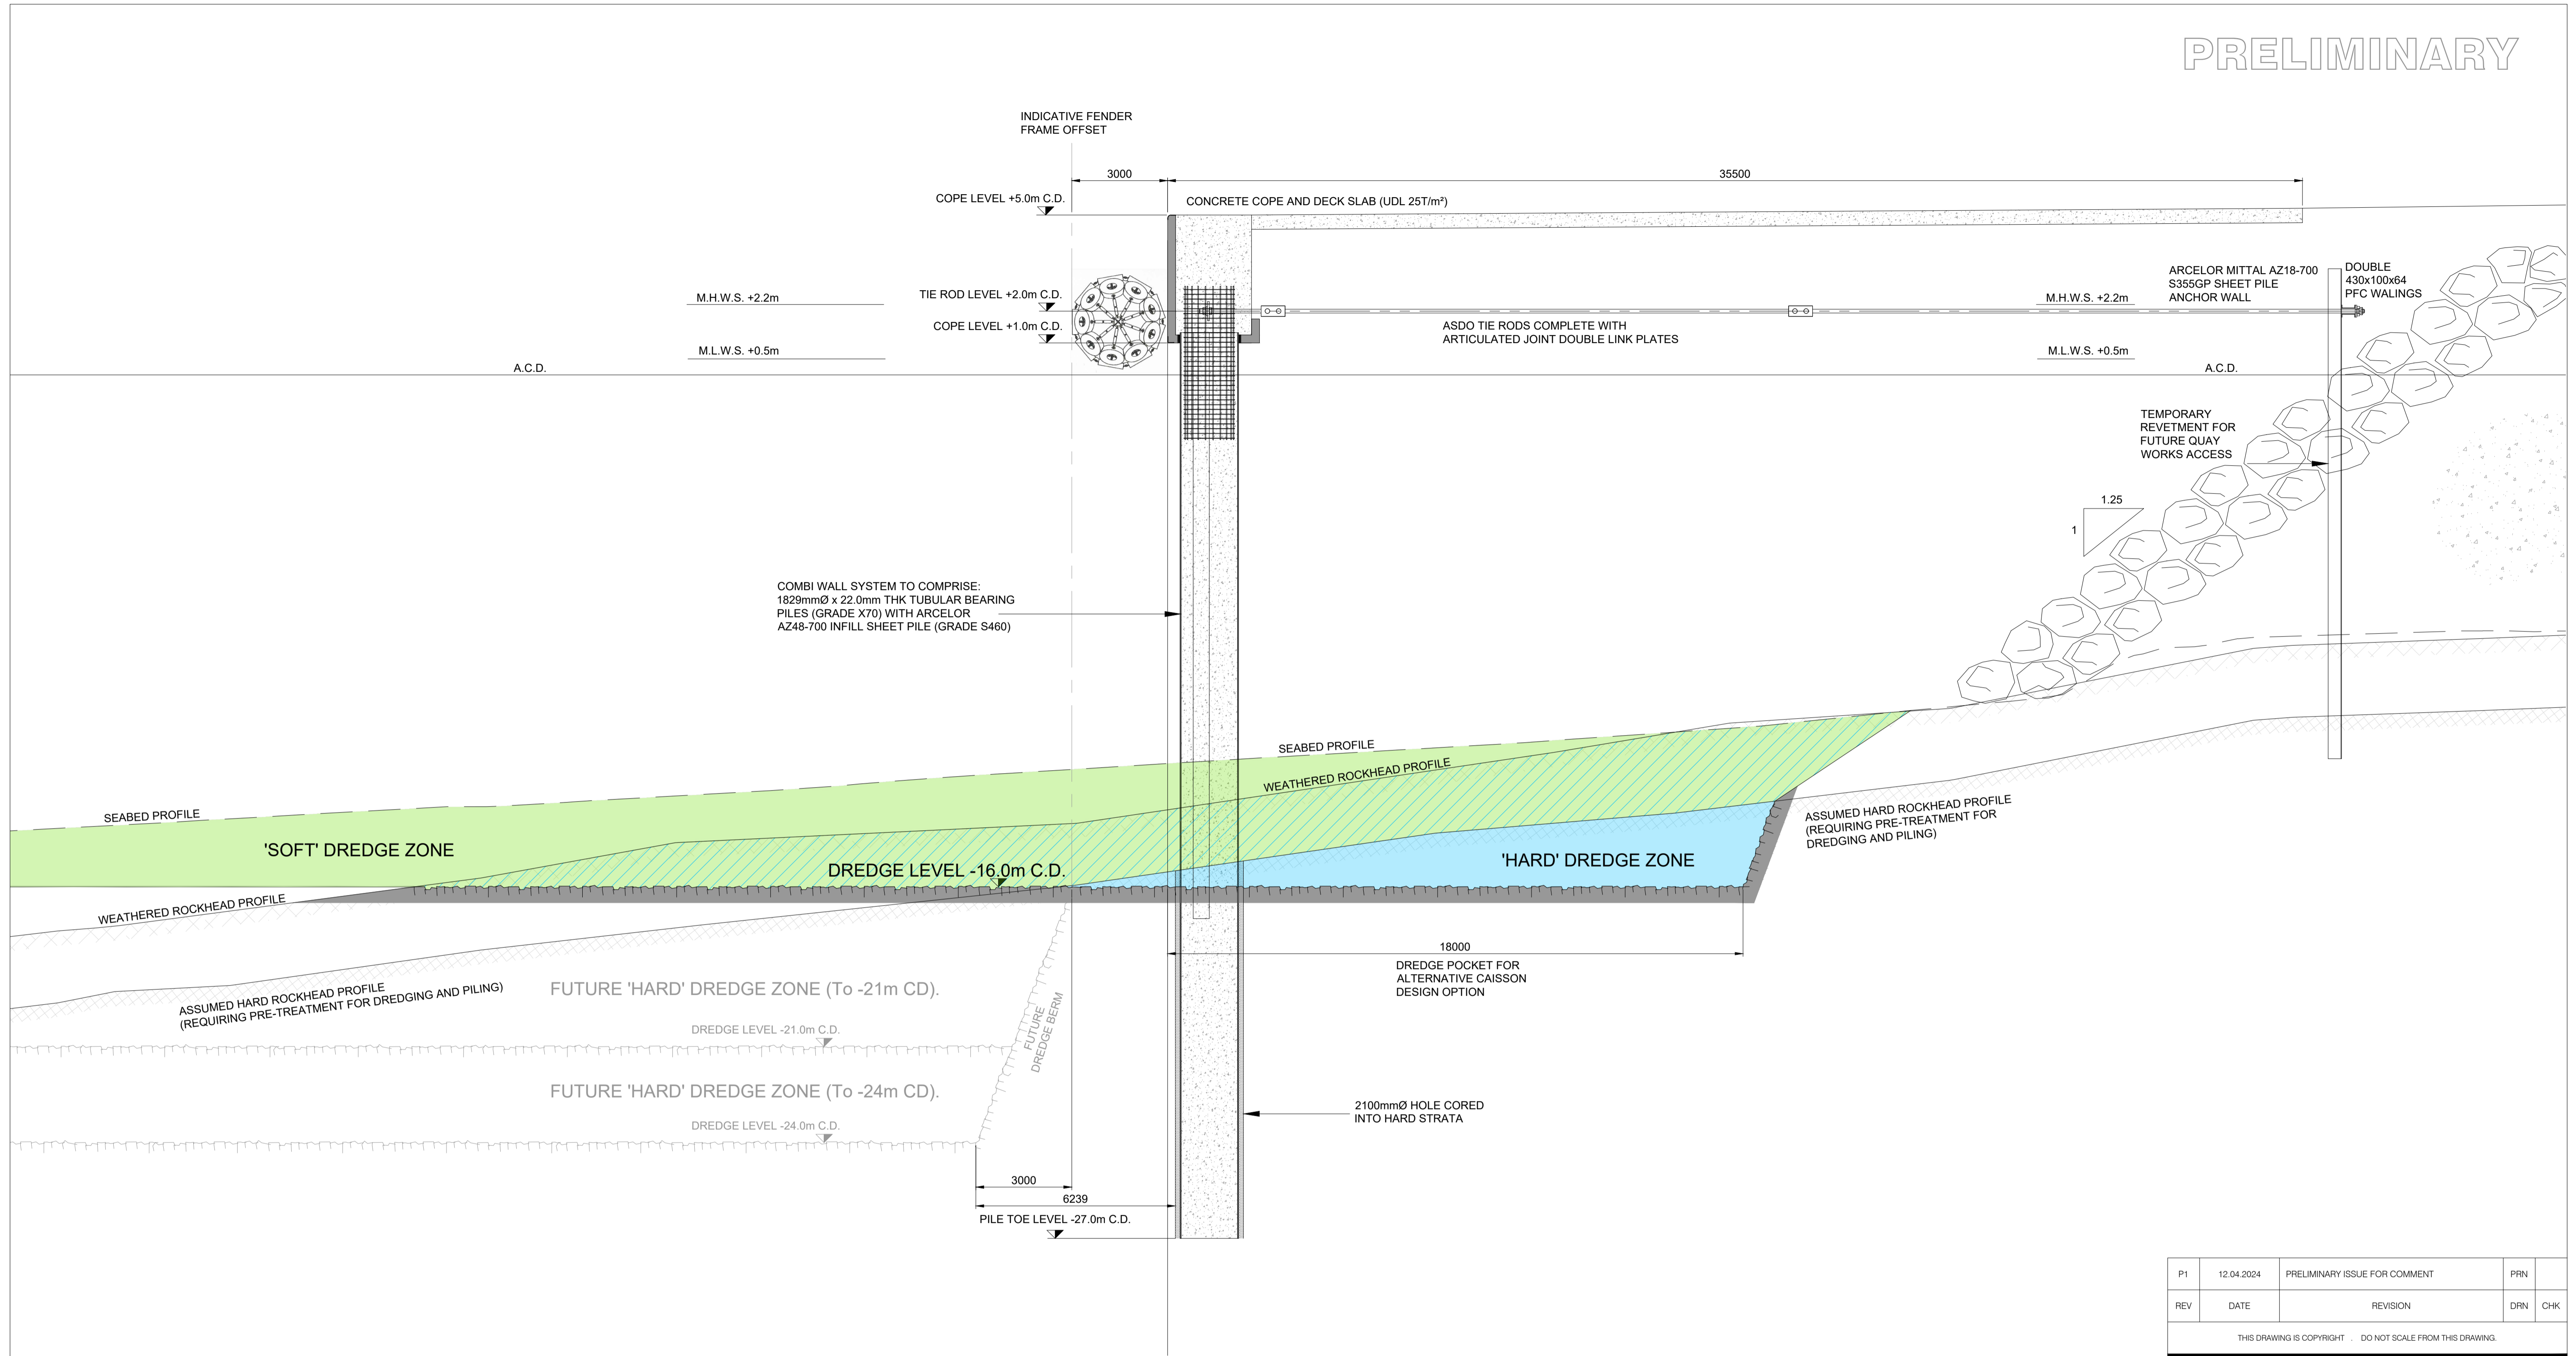 PRELIMINARY
INDICATIVE FENDER
FRAME OFFSET
3000
35500
COPE LEVEL +5.0m C.D.
CONCRETE COPE AND DECK SLAB (UDL 25T/m²)
M.H.W.S. +2.2m
TIE ROD LEVEL +2.0m C.D.
COPE LEVEL +1.0m C.D.
M.L.W.S. +0.5m
A.C.D.
ASDO TIE RODS COMPLETE WITH
ARTICULATED JOINT DOUBLE LINK PLATES
M.H.W.S. +2.2m
M.L.W.S. +0.5m
A.C.D.
ARCELOR MITTAL AZ18-700
S355GP SHEET PILE
ANCHOR WALL
DOUBLE
430x100x64
PFC WALINGS
TEMPORARY
REVETMENT FOR
FUTURE QUAY
WORKS ACCESS
1.25
1
COMBI WALL SYSTEM TO COMPRISE:
1829mmØ x 22.0mm THK TUBULAR BEARING
PILES (GRADE X70) WITH ARCELOR
AZ48-700 INFILL SHEET PILE (GRADE S460)
SEABED PROFILE
WEATHERED ROCKHEAD PROFILE
SEABED PROFILE
'SOFT' DREDGE ZONE
DREDGE LEVEL -16.0m C.D.
'HARD' DREDGE ZONE
ASSUMED HARD ROCKHEAD PROFILE
(REQUIRING PRE-TREATMENT FOR
DREDGING AND PILING)
WEATHERED ROCKHEAD PROFILE
18000
DREDGE POCKET FOR
ALTERNATIVE CAISSON
DESIGN OPTION
ASSUMED HARD ROCKHEAD PROFILE
(REQUIRING PRE-TREATMENT FOR DREDGING AND PILING)
FUTURE 'HARD' DREDGE ZONE (To -21m CD).
DREDGE LEVEL -21.0m C.D.
FUTURE
DREDGE BERM
FUTURE 'HARD' DREDGE ZONE (To -24m CD).
DREDGE LEVEL -24.0m C.D.
2100mmØ HOLE CORED
INTO HARD STRATA
3000
6239
PILE TOE LEVEL -27.0m C.D.
P1 12.04.2024 PRELIMINARY ISSUE FOR COMMENT PRN
REV DATE REVISION DRN CHK
THIS DRAWING IS COPYRIGHT . DO NOT SCALE FROM THIS DRAWING.